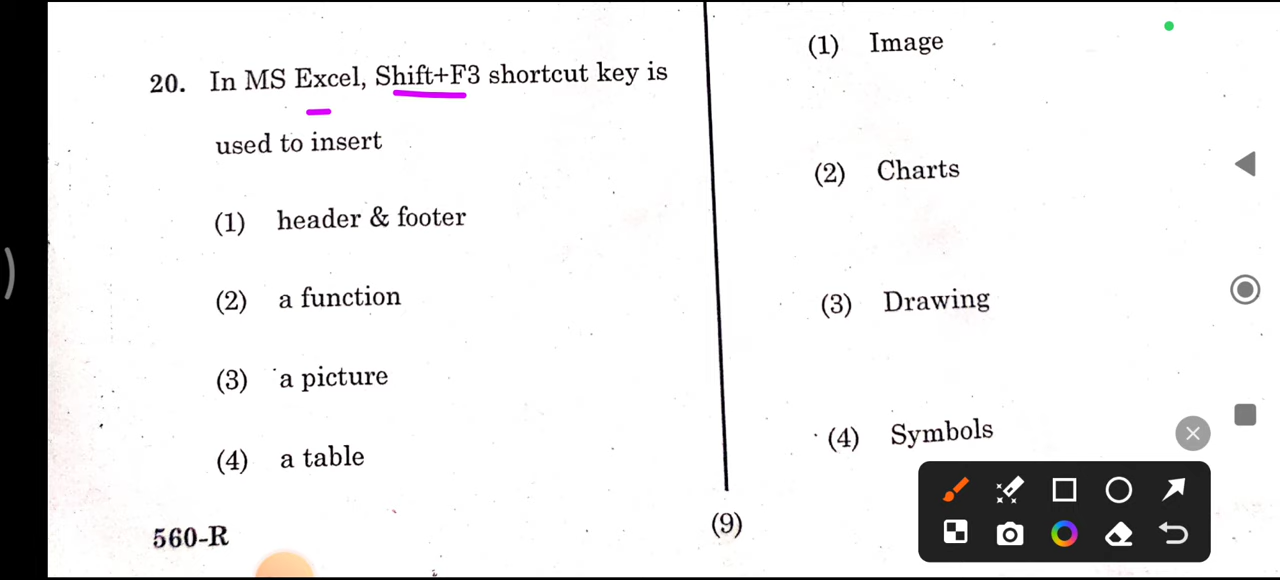 20. In MS Excel, Shift+F3 shortcut key is
used to insert
(1) header & footer
(2) a function
(3) a picture
(4) a table
560-R
(9)
(1) Image
(2) Charts
(3) Drawing
(4) Symbols